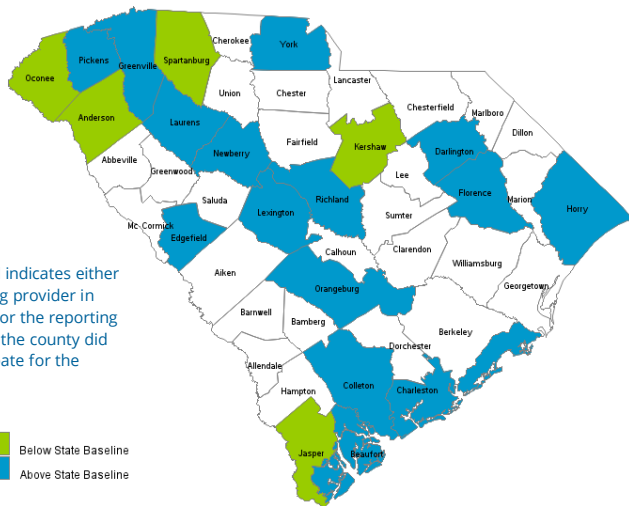 Cherokee
York
Spartanburg
Pickens
Greenville
Oconee
Lancaster
Union
Chester
Chesterfield
Marlboro
Anderson
Laurens
Dillon
Fairfield
Kershaw
Darlington
Newberry
Abbeville
Greenwood
Lee
Florence
Marion
Horry
Saluda
Richland
Lexington
Sumter
Mc Cormick
Edgefield
Calhoun
Clarendon
Williamsburg
Aiken
Georgetown
Orangeburg
indicates either
g provider in
or the reporting
the county did
ate for the
Barnwell
Bamberg
Berkeley
Dorchester
Allendale
Hampton
Colleton
Charleston
Jasper
Beaufort
Below State Baseline
Above State Baseline